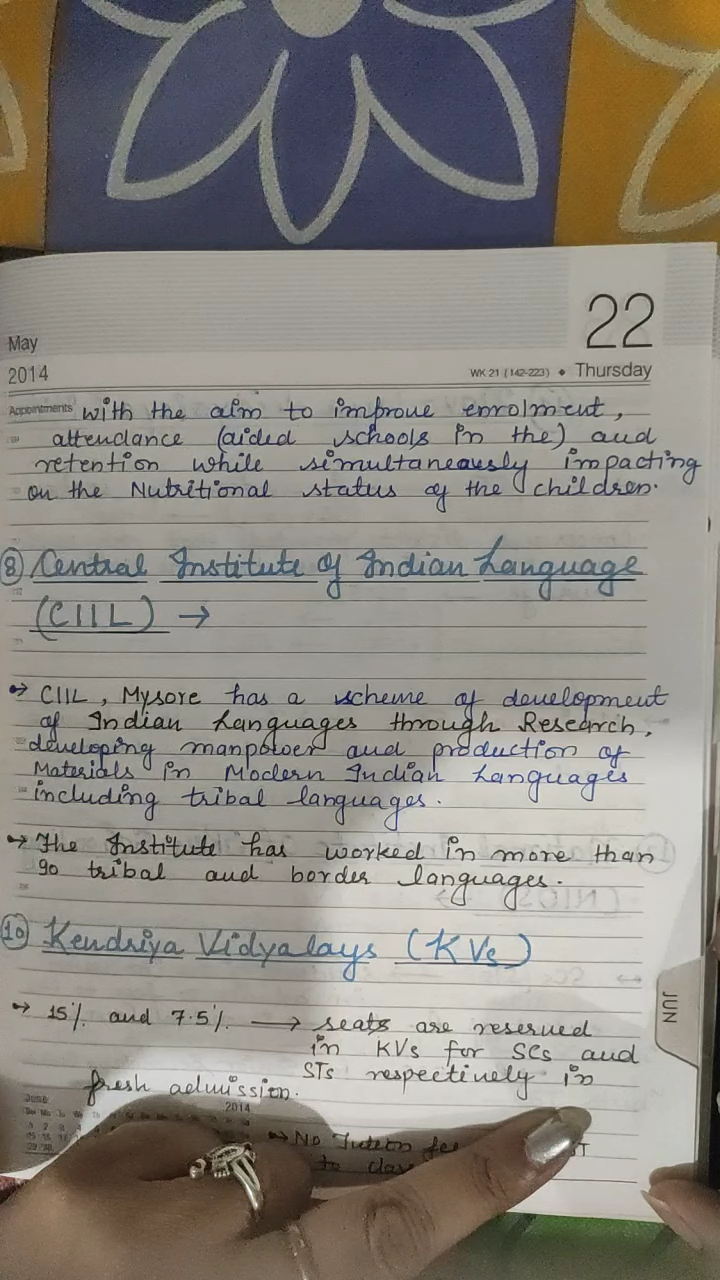 22
May
2014
WK 21 (142-223) • Thursday
Appointments with the aim to improve enrolment,
attendance (aided schools in the) and
retention while simultaneously impacting
on the Nutritional status of the children.
⑧ Central Institute of Indian Language
(CIIL) →
→ CIIL, Mysore has a scheme of development
of Indian Languages through Research,
developing manpower and production of
Materials in Modern Indian Languages
including tribal languages.
→ The Institute has worked in more than
90 tribal and border languages.
⑩ Kendriya Vidyalays (KVs)
→ 15% and 7.5% → seats are reserved
in KVs for SCs and
STs respectively in
fresh admission.
JUN
June
2014
→ No Tution fee
to clas